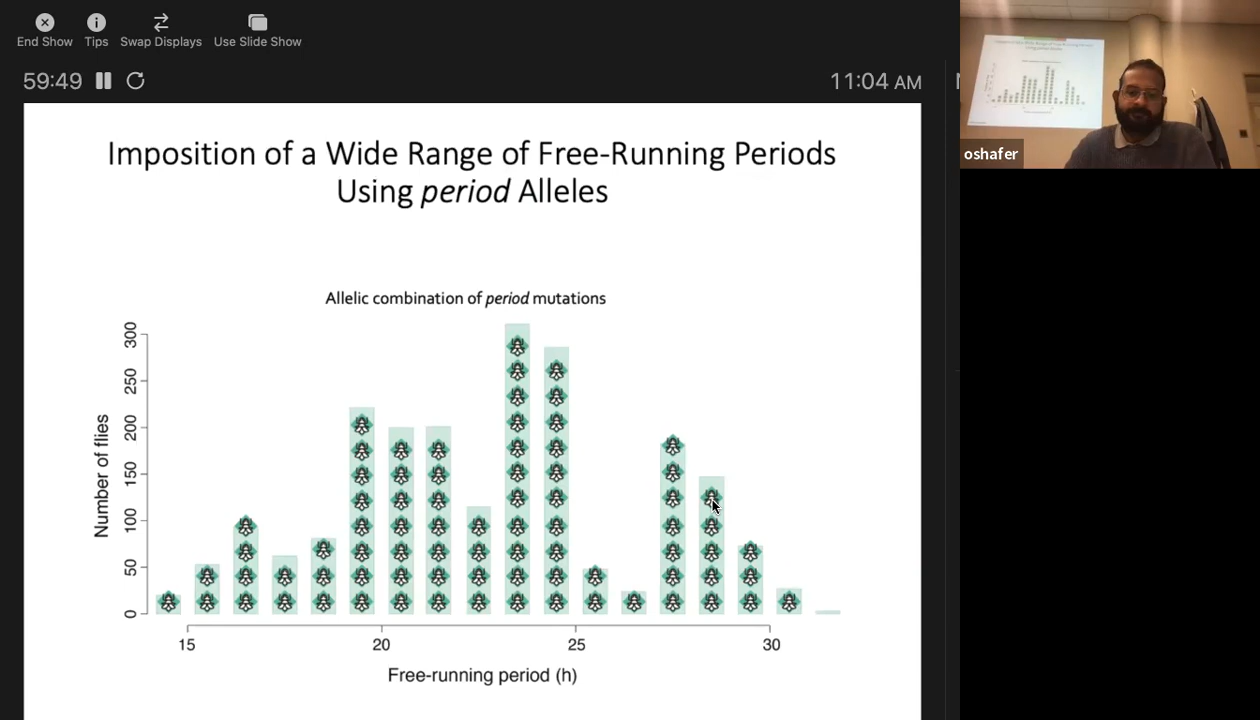 End Show Tips Swap Displays Use Slide Show
59:49 11:04 AM
oshafer
Imposition of a Wide Range of Free-Running Periods
Using period Alleles
Allelic combination of period mutations
Number of flies
300
250
200
150
100
50
0
15 20 25 30
Free-running period (h)